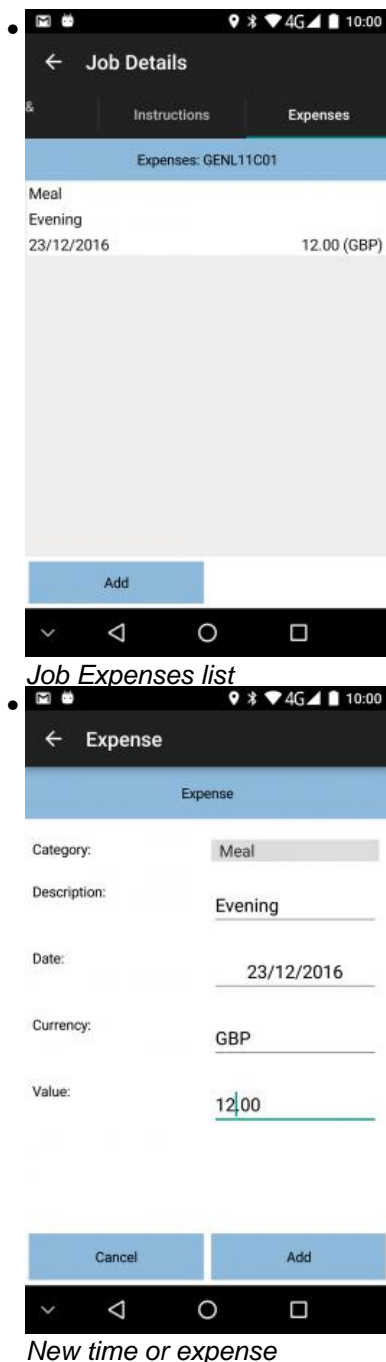 4G 10:00
Job Details
& Instructions Expenses
Expenses: GENL11C01
Meal
Evening
23/12/2016 12.00 (GBP)
Add
Job Expenses list
4G 10:00
Expense
Expense
Category: Meal
Description: Evening
Date: 23/12/2016
Currency: GBP
Value: 12.00
Cancel Add
New time or expense